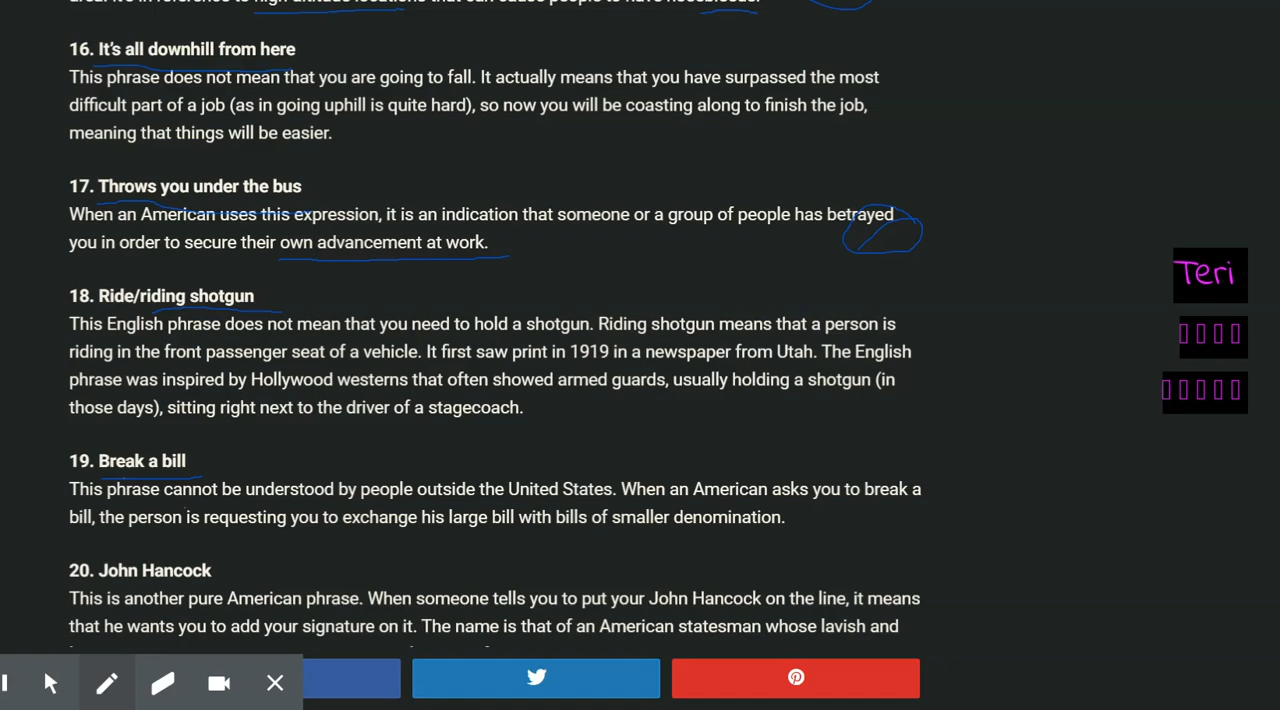 16. It's all downhill from here
This phrase does not mean that you are going to fall. It actually means that you have surpassed the most
difficult part of a job (as in going uphill is quite hard), so now you will be coasting along to finish the job,
meaning that things will be easier.
17. Throws you under the bus
When an American uses this expression, it is an indication that someone or a group of people has betrayed
you in order to secure their own advancement at work.
18. Ride/riding shotgun
This English phrase does not mean that you need to hold a shotgun. Riding shotgun means that a person is
riding in the front passenger seat of a vehicle. It first saw print in 1919 in a newspaper from Utah. The English
phrase was inspired by Hollywood westerns that often showed armed guards, usually holding a shotgun (in
those days), sitting right next to the driver of a stagecoach.
19. Break a bill
This phrase cannot be understood by people outside the United States. When an American asks you to break a
bill, the person is requesting you to exchange his large bill with bills of smaller denomination.
20. John Hancock
This is another pure American phrase. When someone tells you to put your John Hancock on the line, it means
that he wants you to add your signature on it. The name is that of an American statesman whose lavish and
Teri